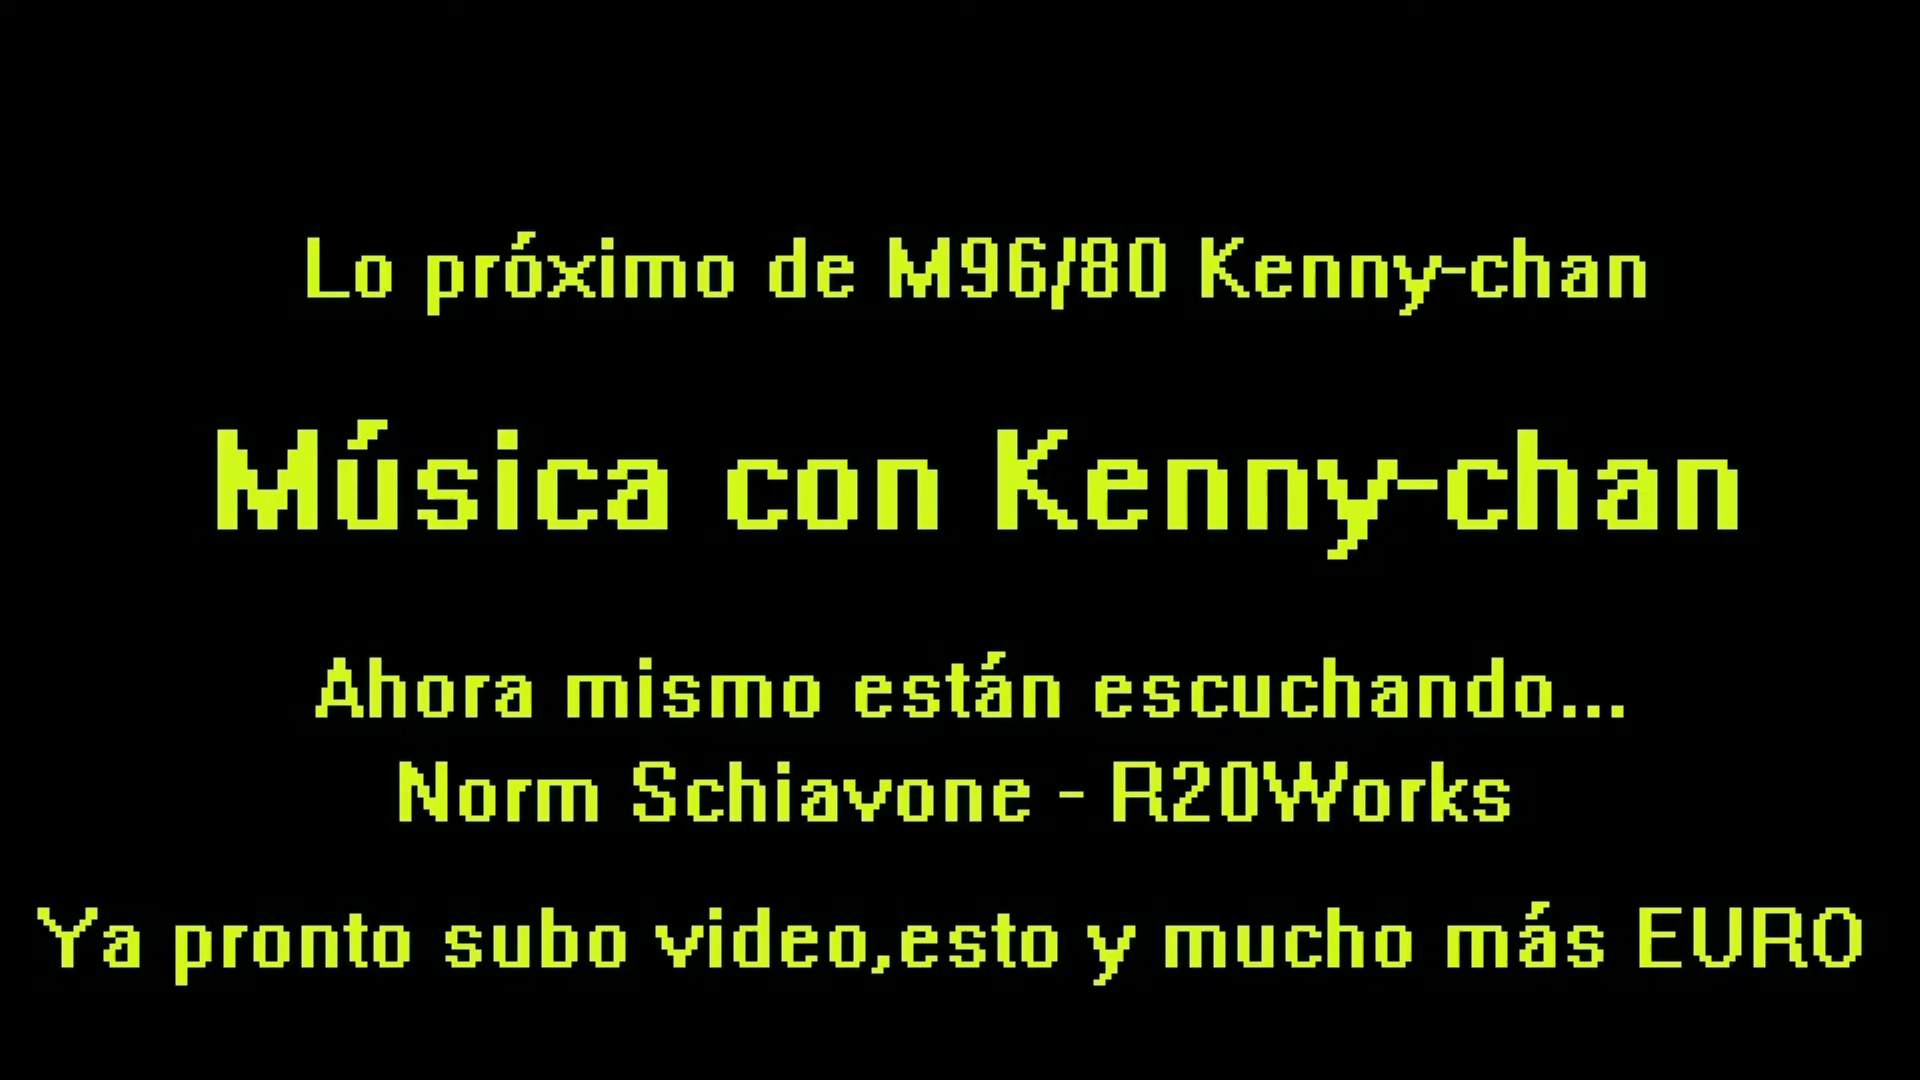 Lo próximo de M96/80 Kenny-chan
Música con Kenny-chan
Ahora mismo están escuchando...
Norm Schiavone - R20Works
Ya pronto subo video,esto y mucho más EURO